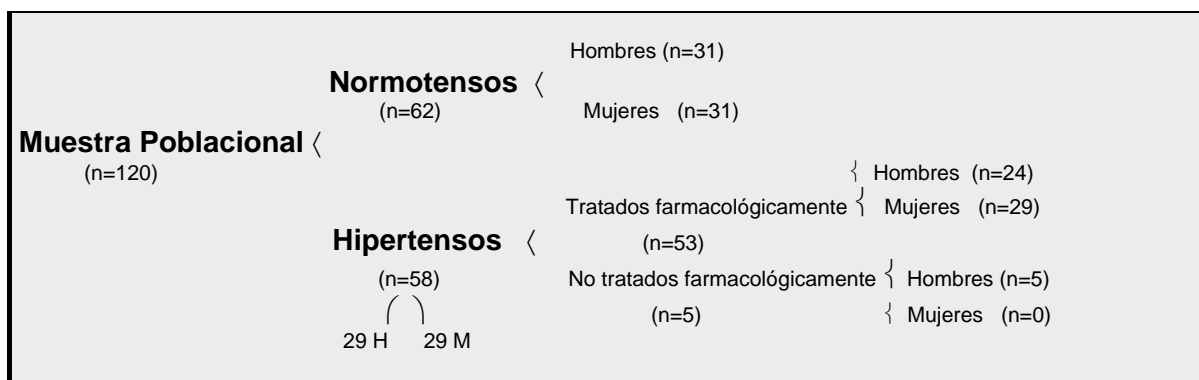 Hombres (n=31)
Normotensos
(n=62)
Mujeres (n=31)
Muestra Poblacional
(n=120)
Hombres (n=24)
Tratados farmacológicamente
Mujeres (n=29)
Hipertensos
(n=53)
(n=58)
No tratados farmacológicamente
Hombres (n=5)
(n=5)
Mujeres (n=0)
29 H 29 M